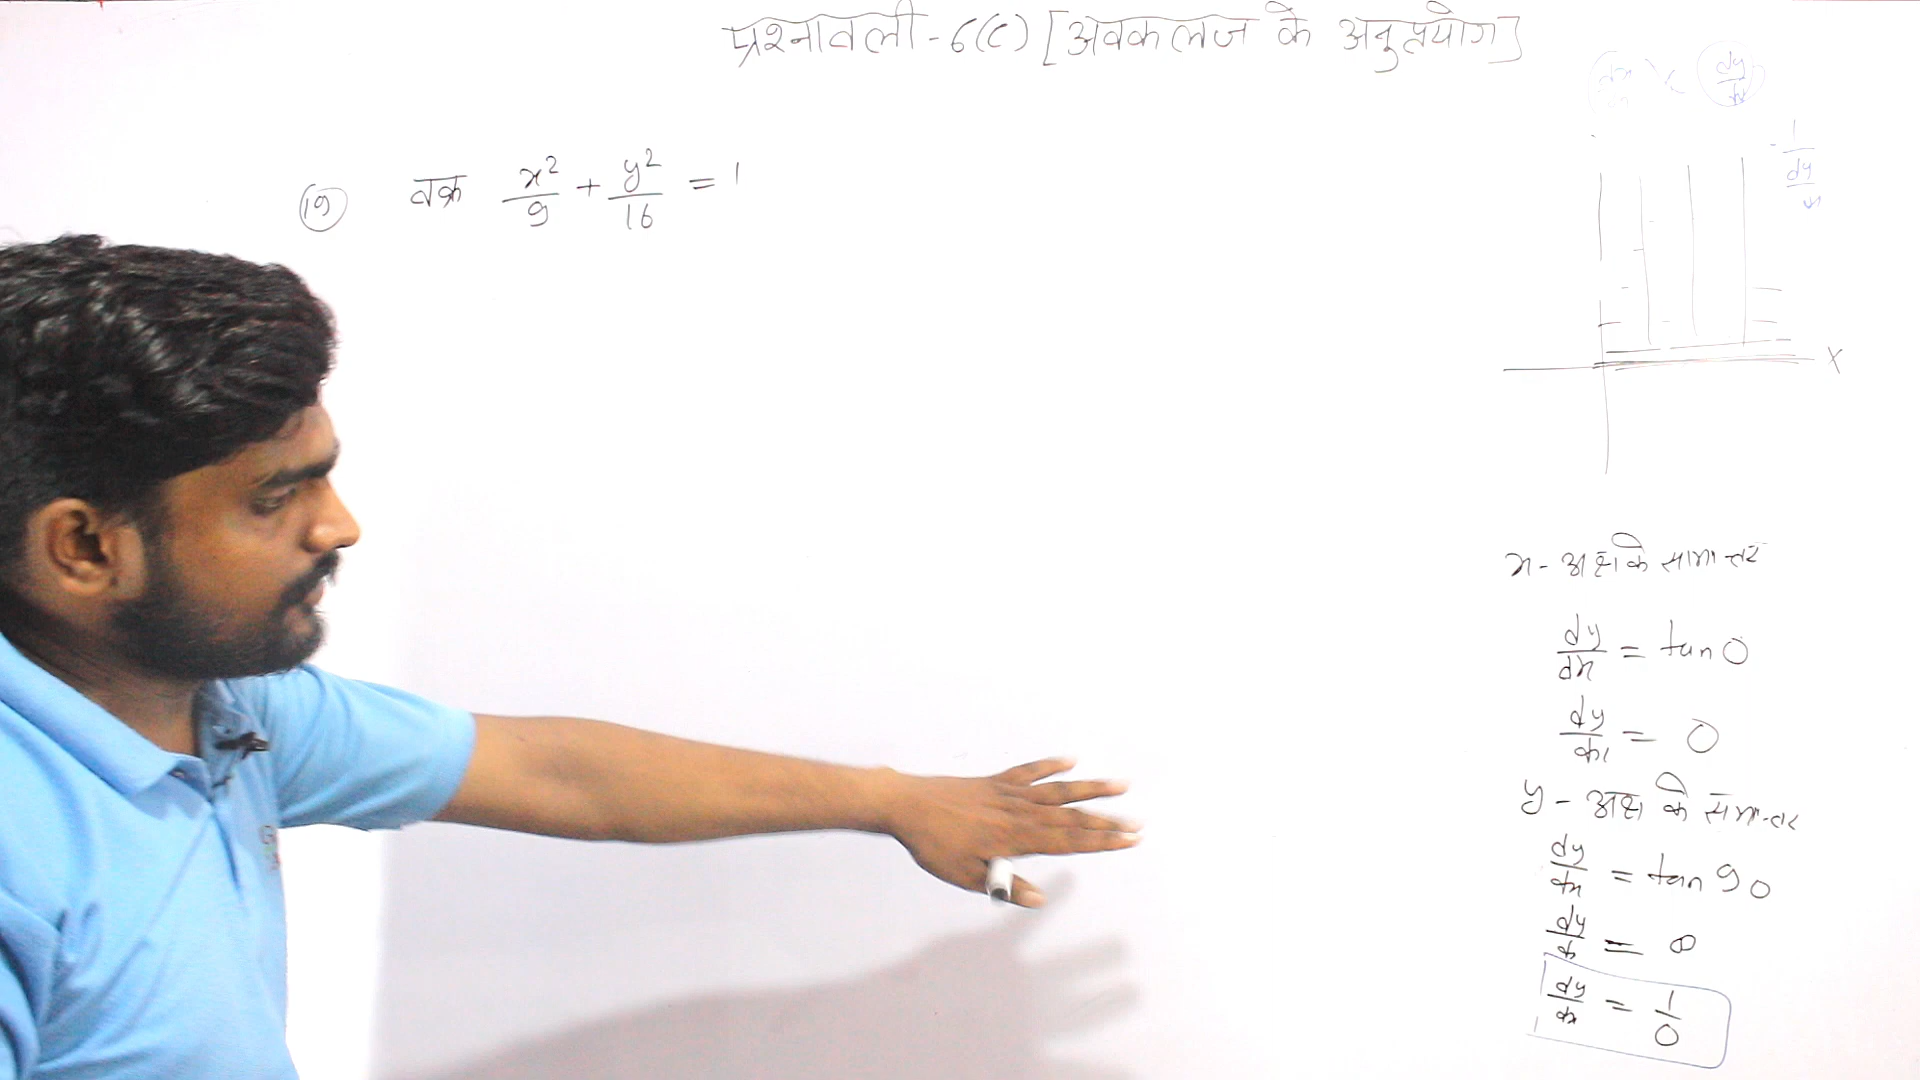 प्रश्नावली - 6(c) [अवकलज के अनुप्रयोग]
(19) वक्र x²/9 + y²/16 = 1
dy/dx
-1/dy/dx
X
x - अक्ष के समान्तर
dy/dx = tan 0
dy/dx = 0
y - अक्ष के समान्तर
dy/dx = tan 90
dy/dx = ∞
dy/dx = 1/0